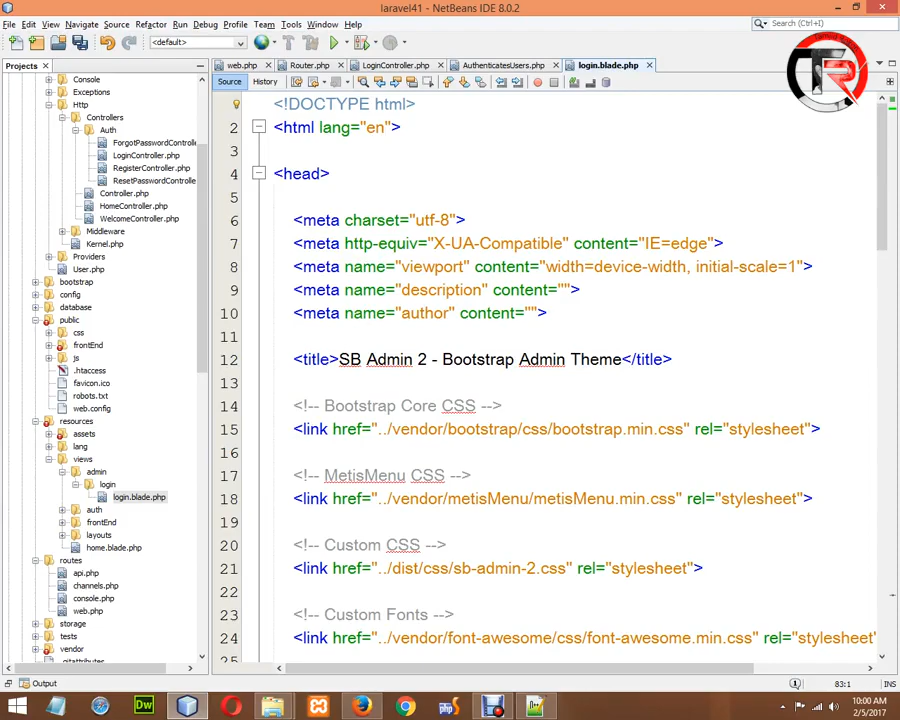 laravel41 - NetBeans IDE 8.0.2
File Edit View Navigate Source Refactor Run Debug Profile Team Tools Window Help
<default>
Search (Ctrl+I)
Projects
web.php Router.php LoginController.php AuthenticatesUsers.php login.blade.php
Source History
Console
Exceptions
Http
Controllers
Auth
ForgotPasswordControlle
LoginController.php
RegisterController.php
ResetPasswordControlle
Controller.php
HomeController.php
WelcomeController.php
Middleware
Kernel.php
Providers
User.php
bootstrap
config
database
public
css
frontEnd
js
.htaccess
favicon.ico
robots.txt
web.config
resources
assets
lang
views
admin
login
login.blade.php
auth
frontEnd
layouts
home.blade.php
routes
api.php
channels.php
console.php
web.php
storage
tests
vendor
.gitattributes
<!DOCTYPE html>
2 <html lang="en">
3
4 <head>
5
6 <meta charset="utf-8">
7 <meta http-equiv="X-UA-Compatible" content="IE=edge">
8 <meta name="viewport" content="width=device-width, initial-scale=1">
9 <meta name="description" content="">
10 <meta name="author" content="">
11
12 <title>SB Admin 2 - Bootstrap Admin Theme</title>
13
14 <!-- Bootstrap Core CSS -->
15 <link href="../vendor/bootstrap/css/bootstrap.min.css" rel="stylesheet">
16
17 <!-- MetisMenu CSS -->
18 <link href="../vendor/metisMenu/metisMenu.min.css" rel="stylesheet">
19
20 <!-- Custom CSS -->
21 <link href="../dist/css/sb-admin-2.css" rel="stylesheet">
22
23 <!-- Custom Fonts -->
24 <link href="../vendor/font-awesome/css/font-awesome.min.css" rel="stylesheet"
25
Output
83:1 INS
Dw
php
10:00 AM
2/5/2017